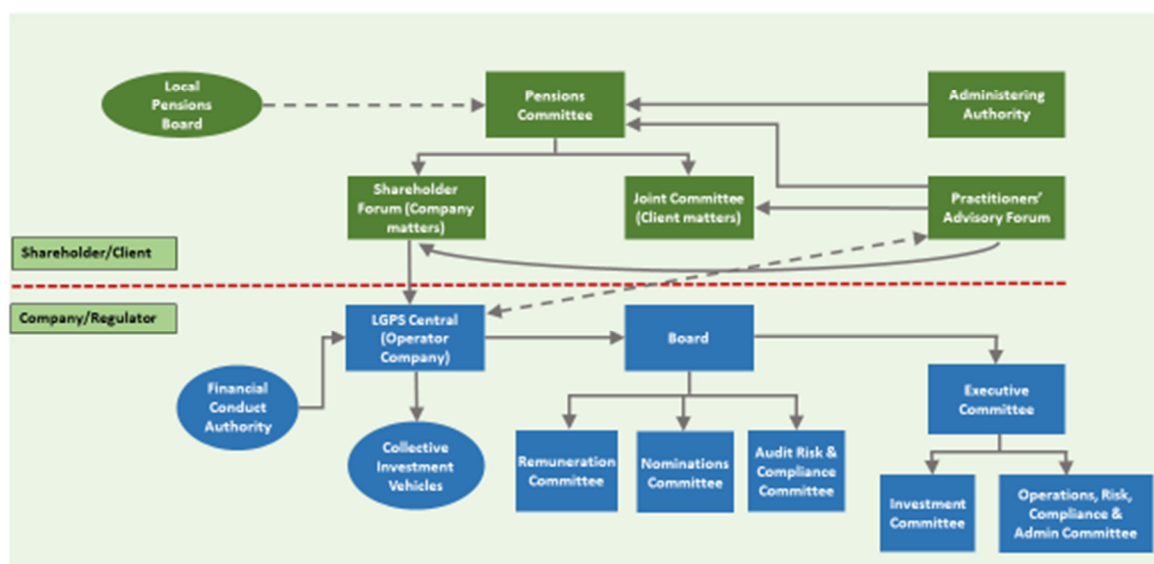 Local
Pensions
Board
Pensions
Committee
Administering
Authority
Shareholder
Forum (Company
matters)
Joint Committee
(Client matters)
Practitioners'
Advisory Forum
Shareholder/Client
Company/Regulator
LGPS Central
(Operator
Company)
Board
Financial
Conduct
Authority
Executive
Committee
Collective
Investment
Vehicles
Remuneration
Committee
Nominations
Committee
Audit Risk &
Compliance
Committee
Investment
Committee
Operations, Risk,
Compliance &
Admin Committee